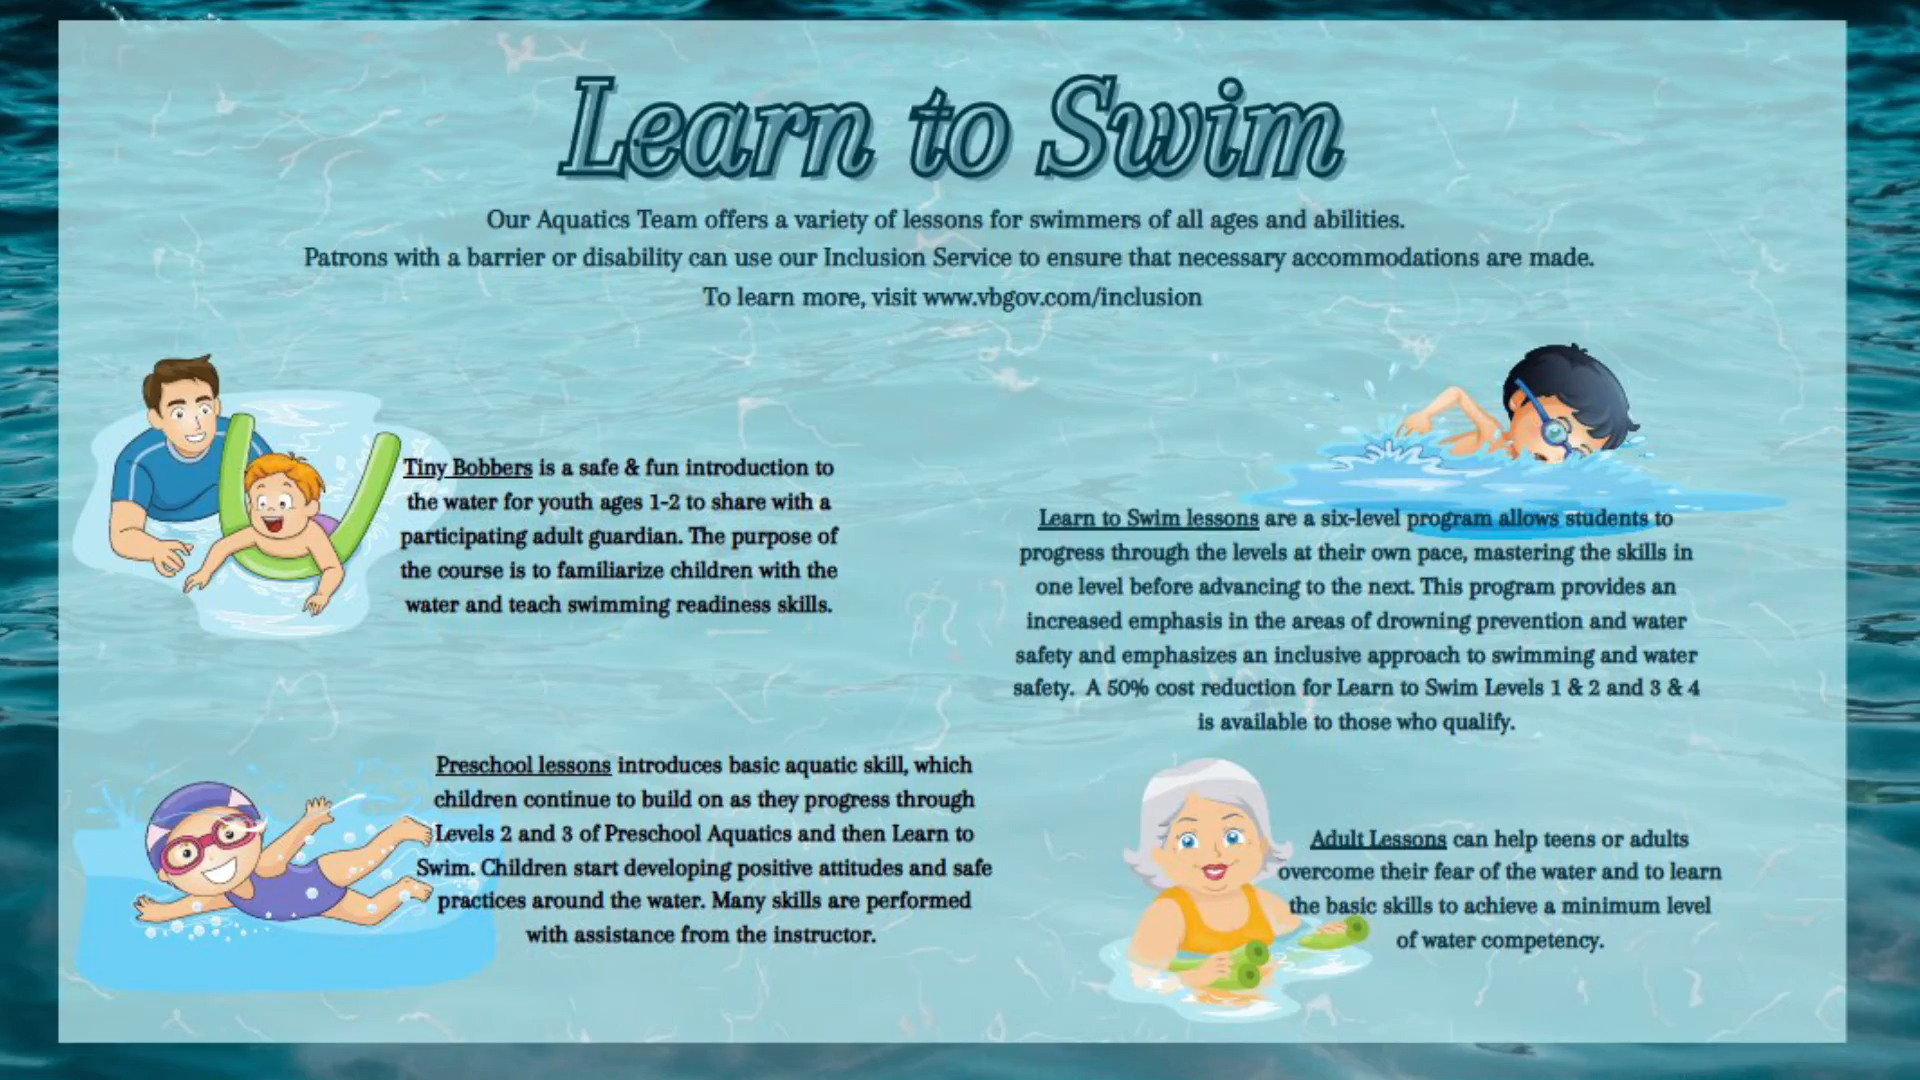 Learn to Swim
Our Aquatics Team offers a variety of lessons for swimmers of all ages and abilities.
Patrons with a barrier or disability can use our Inclusion Service to ensure that necessary accommodations are made.
To learn more, visit www.vbgov.com/inclusion
Tiny Bobbers is a safe & fun introduction to
the water for youth ages 1-2 to share with a
participating adult guardian. The purpose of
the course is to familiarize children with the
water and teach swimming readiness skills.
Learn to Swim lessons are a six-level program allows students to
progress through the levels at their own pace, mastering the skills in
one level before advancing to the next. This program provides an
increased emphasis in the areas of drowning prevention and water
safety and emphasizes an inclusive approach to swimming and water
safety. A 50% cost reduction for Learn to Swim Levels 1 & 2 and 3 & 4
is available to those who qualify.
Preschool lessons introduces basic aquatic skill, which
children continue to build on as they progress through
Levels 2 and 3 of Preschool Aquatics and then Learn to
Swim. Children start developing positive attitudes and safe
practices around the water. Many skills are performed
with assistance from the instructor.
Adult Lessons can help teens or adults
overcome their fear of the water and to learn
the basic skills to achieve a minimum level
of water competency.